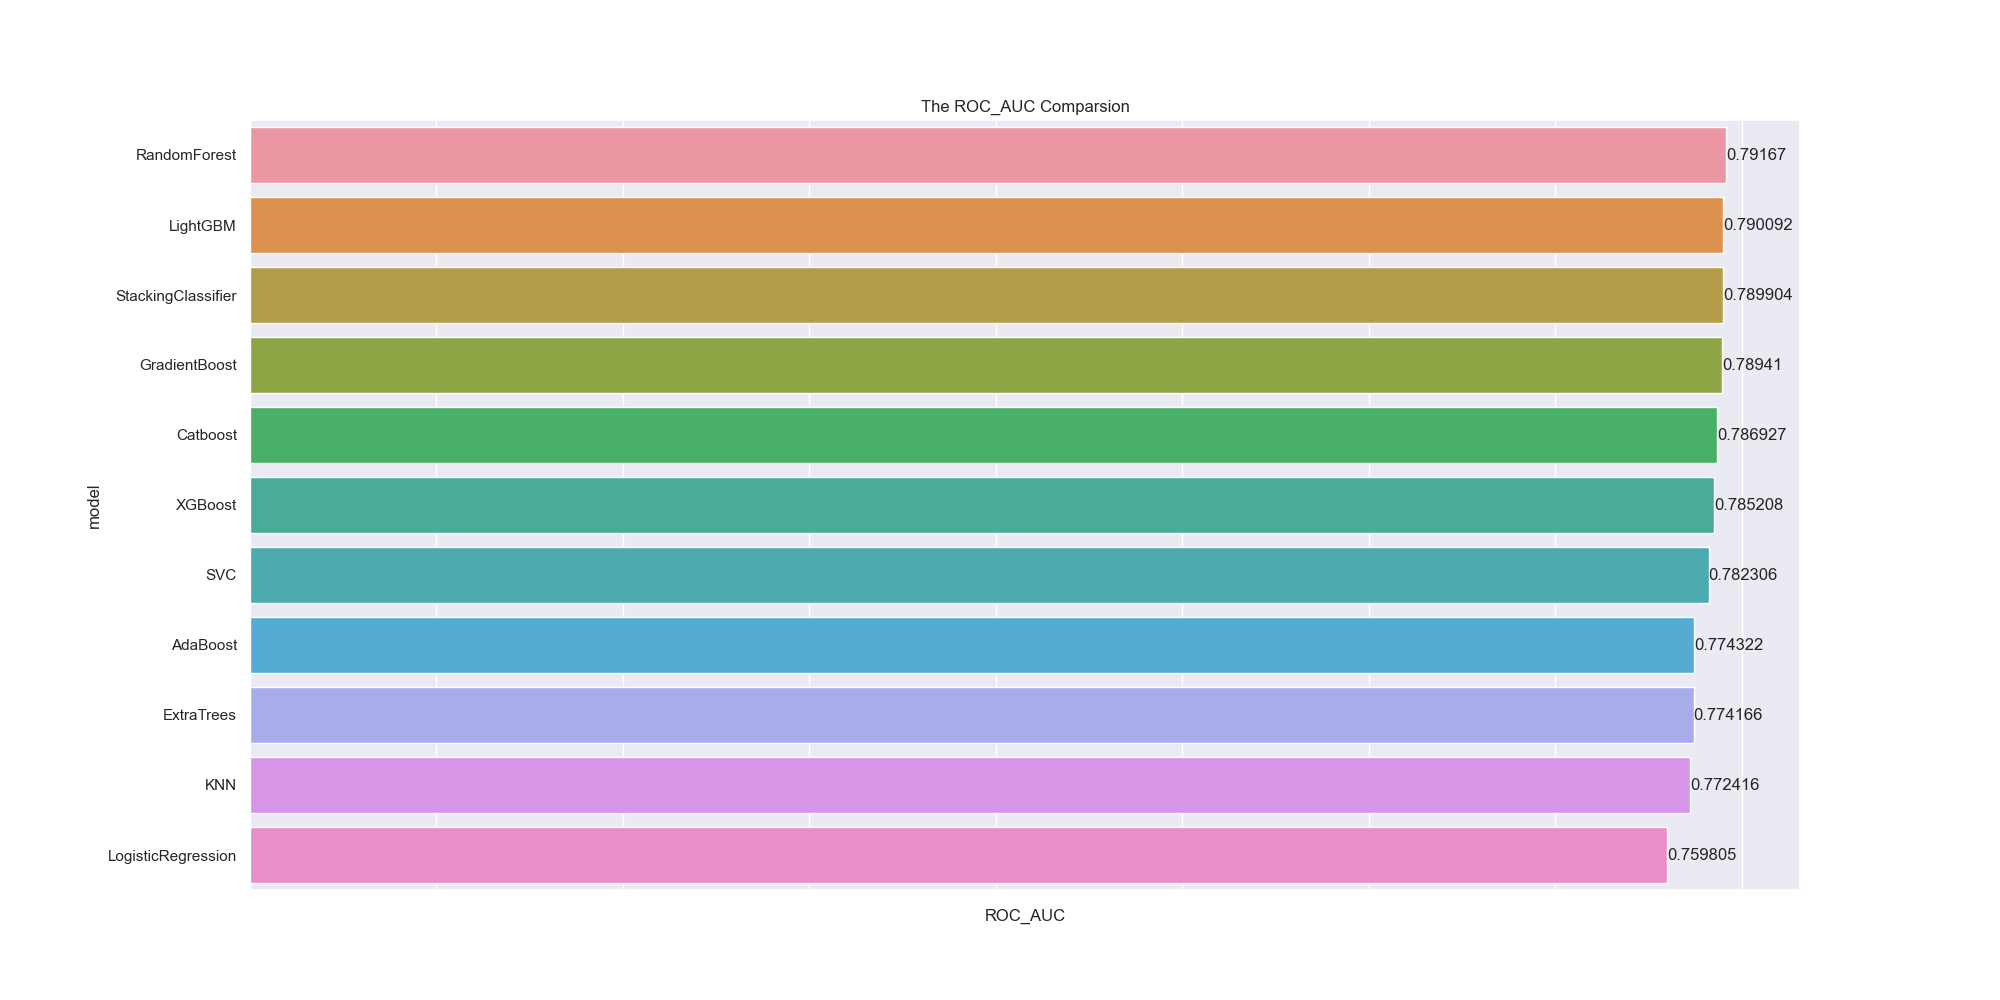 The ROC_AUC Comparsion
RandomForest 0.79167
LightGBM 0.790092
StackingClassifier 0.789904
GradientBoost 0.78941
Catboost 0.786927
XGBoost 0.785208
model
SVC 0.782306
AdaBoost 0.774322
ExtraTrees 0.774166
KNN 0.772416
LogisticRegression 0.759805
ROC_AUC